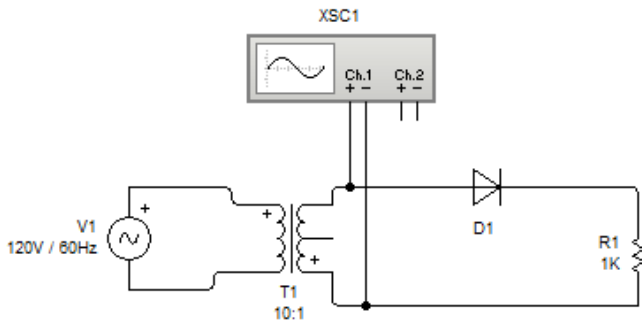 XSC1
Ch.1 Ch.2
+ − + −
V1
120V / 60Hz
+
+
+
T1
10:1
D1
R1
1K